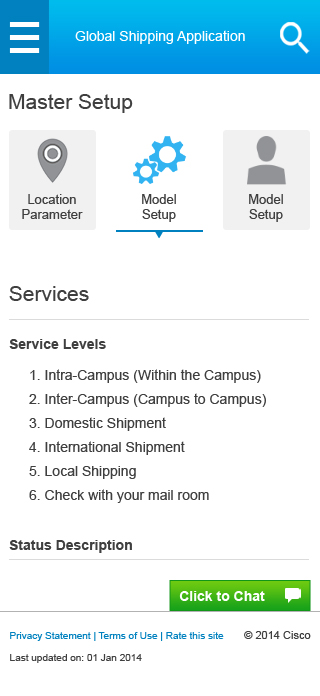 Global Shipping Application
Master Setup
Location
Parameter
Model
Setup
Model
Setup
Services
Service Levels
1. Intra-Campus (Within the Campus)
2. Inter-Campus (Campus to Campus)
3. Domestic Shipment
4. International Shipment
5. Local Shipping
6. Check with your mail room
Status Description
Click to Chat
Privacy Statement | Terms of Use | Rate this site © 2014 Cisco
Last updated on: 01 Jan 2014